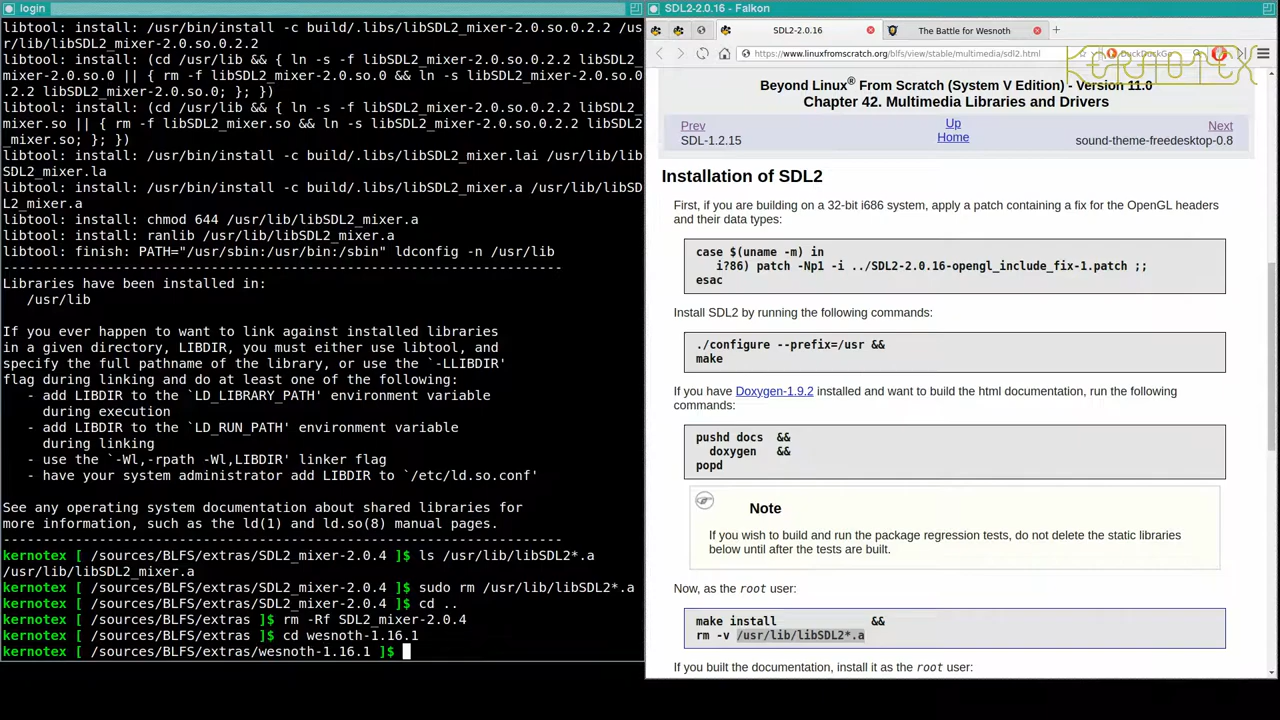 login
libtool: install: /usr/bin/install -c build/.libs/libSDL2_mixer-2.0.so.0.2.2 /us
r/lib/libSDL2_mixer-2.0.so.0.2.2
libtool: install: (cd /usr/lib && { ln -s -f libSDL2_mixer-2.0.so.0.2.2 libSDL2_
mixer-2.0.so.0 || { rm -f libSDL2_mixer-2.0.so.0 && ln -s libSDL2_mixer-2.0.so.0
.2.2 libSDL2_mixer-2.0.so.0; }; })
libtool: install: (cd /usr/lib && { ln -s -f libSDL2_mixer-2.0.so.0.2.2 libSDL2_
mixer.so || { rm -f libSDL2_mixer.so && ln -s libSDL2_mixer-2.0.so.0.2.2 libSDL2
_mixer.so; }; })
libtool: install: /usr/bin/install -c build/.libs/libSDL2_mixer.lai /usr/lib/lib
SDL2_mixer.la
libtool: install: /usr/bin/install -c build/.libs/libSDL2_mixer.a /usr/lib/libSD
L2_mixer.a
libtool: install: chmod 644 /usr/lib/libSDL2_mixer.a
libtool: install: ranlib /usr/lib/libSDL2_mixer.a
libtool: finish: PATH="/usr/sbin:/usr/bin:/sbin" ldconfig -n /usr/lib
----------------------------------------------------------------------
Libraries have been installed in:
/usr/lib
If you ever happen to want to link against installed libraries
in a given directory, LIBDIR, you must either use libtool, and
specify the full pathname of the library, or use the `-LLIBDIR'
flag during linking and do at least one of the following:
- add LIBDIR to the `LD_LIBRARY_PATH' environment variable
during execution
- add LIBDIR to the `LD_RUN_PATH' environment variable
during linking
- use the `-Wl,-rpath -Wl,LIBDIR' linker flag
- have your system administrator add LIBDIR to `/etc/ld.so.conf'
See any operating system documentation about shared libraries for
more information, such as the ld(1) and ld.so(8) manual pages.
----------------------------------------------------------------------
kernotex [ /sources/BLFS/extras/SDL2_mixer-2.0.4 ]$ ls /usr/lib/libSDL2*.a
/usr/lib/libSDL2_mixer.a
kernotex [ /sources/BLFS/extras/SDL2_mixer-2.0.4 ]$ sudo rm /usr/lib/libSDL2*.a
kernotex [ /sources/BLFS/extras/SDL2_mixer-2.0.4 ]$ cd ..
kernotex [ /sources/BLFS/extras ]$ rm -Rf SDL2_mixer-2.0.4
kernotex [ /sources/BLFS/extras ]$ cd wesnoth-1.16.1
kernotex [ /sources/BLFS/extras/wesnoth-1.16.1 ]$
SDL2-2.0.16 - Falkon
SDL2-2.0.16
The Battle for Wesnoth
https://www.linuxfromscratch.org/blfs/view/stable/multimedia/sdl2.html
DuckDuckGo
KERNOTEX
Beyond Linux® From Scratch (System V Edition) - Version 11.0
Chapter 42. Multimedia Libraries and Drivers
Prev
SDL-1.2.15
Up
Home
Next
sound-theme-freedesktop-0.8
Installation of SDL2
First, if you are building on a 32-bit i686 system, apply a patch containing a fix for the OpenGL headers
and their data types:
case $(uname -m) in
i?86) patch -Np1 -i ../SDL2-2.0.16-opengl_include_fix-1.patch ;;
esac
Install SDL2 by running the following commands:
./configure --prefix=/usr &&
make
If you have Doxygen-1.9.2 installed and want to build the html documentation, run the following
commands:
pushd docs &&
doxygen &&
popd
Note
If you wish to build and run the package regression tests, do not delete the static libraries
below until after the tests are built.
Now, as the root user:
make install &&
rm -v /usr/lib/libSDL2*.a
If you built the documentation, install it as the root user: